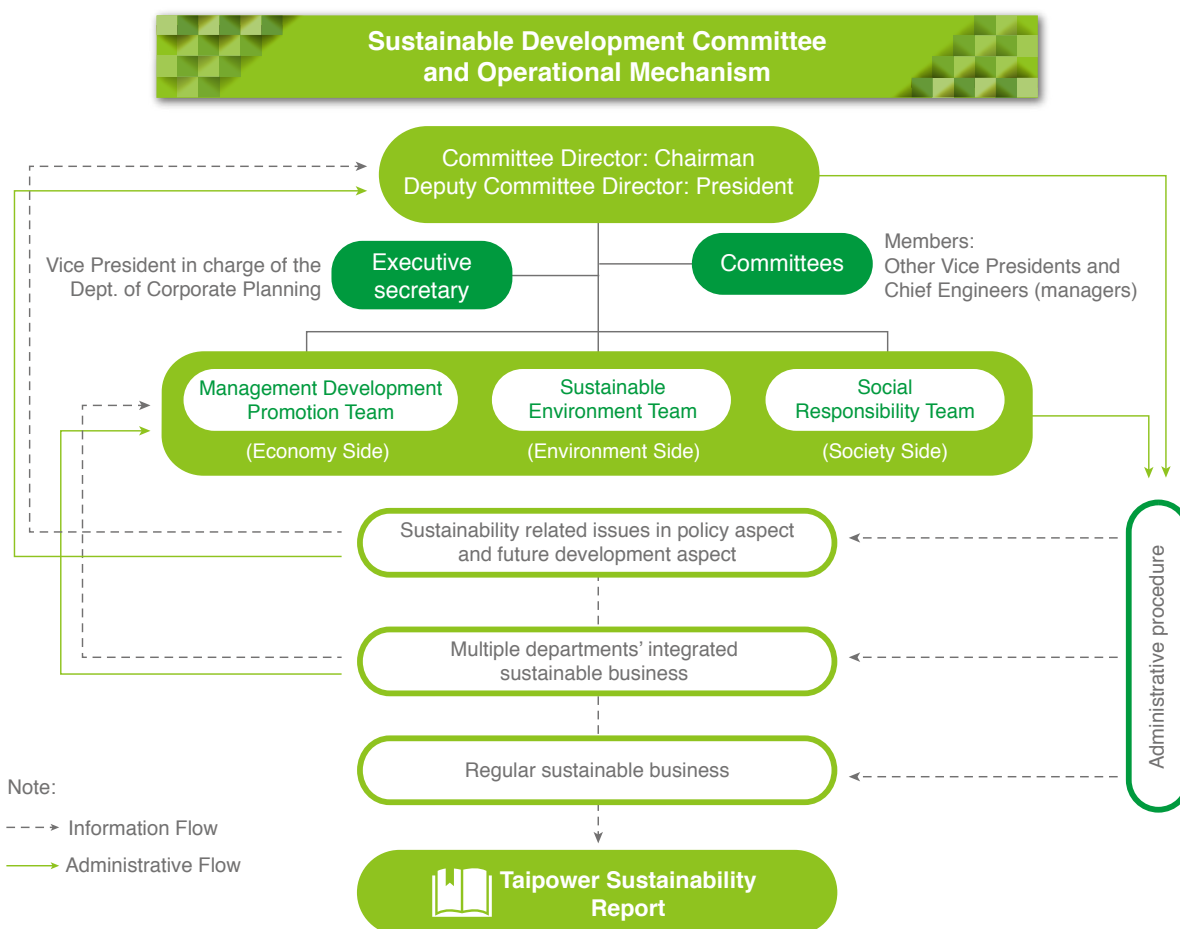 Sustainable Development Committee
and Operational Mechanism
Committee Director: Chairman
Deputy Committee Director: President
Vice President in charge of the
Dept. of Corporate Planning
Executive
secretary
Committees
Members:
Other Vice Presidents and
Chief Engineers (managers)
Management Development
Promotion Team
(Economy Side)
Sustainable
Environment Team
(Environment Side)
Social
Responsibility Team
(Society Side)
Sustainability related issues in policy aspect
and future development aspect
Multiple departments’ integrated
sustainable business
Regular sustainable business
Administrative procedure
Note:
Information Flow
Administrative Flow
Taipower Sustainability
Report